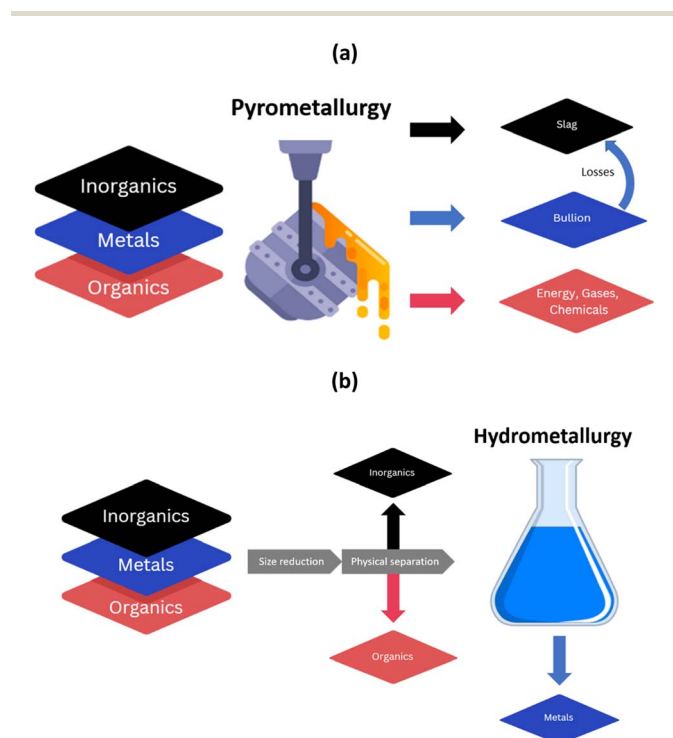 (a)
Pyrometallurgy
Inorganics
Metals
Organics
Slag
Losses
Bullion
Energy, Gases,
Chemicals
(b)
Hydrometallurgy
Inorganics
Metals
Organics
Size reduction
Physical separation
Inorganics
Organics
Metals